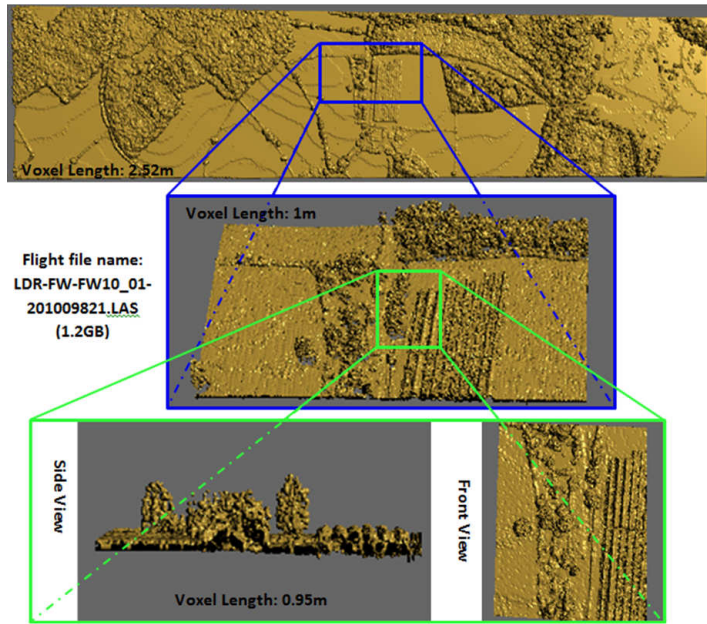 Voxel Length: 2.52m
Voxel Length: 1m
Flight file name:
LDR-FW-FW10_01-
201009821.LAS
(1.2GB)
Side View
Front View
Voxel Length: 0.95m